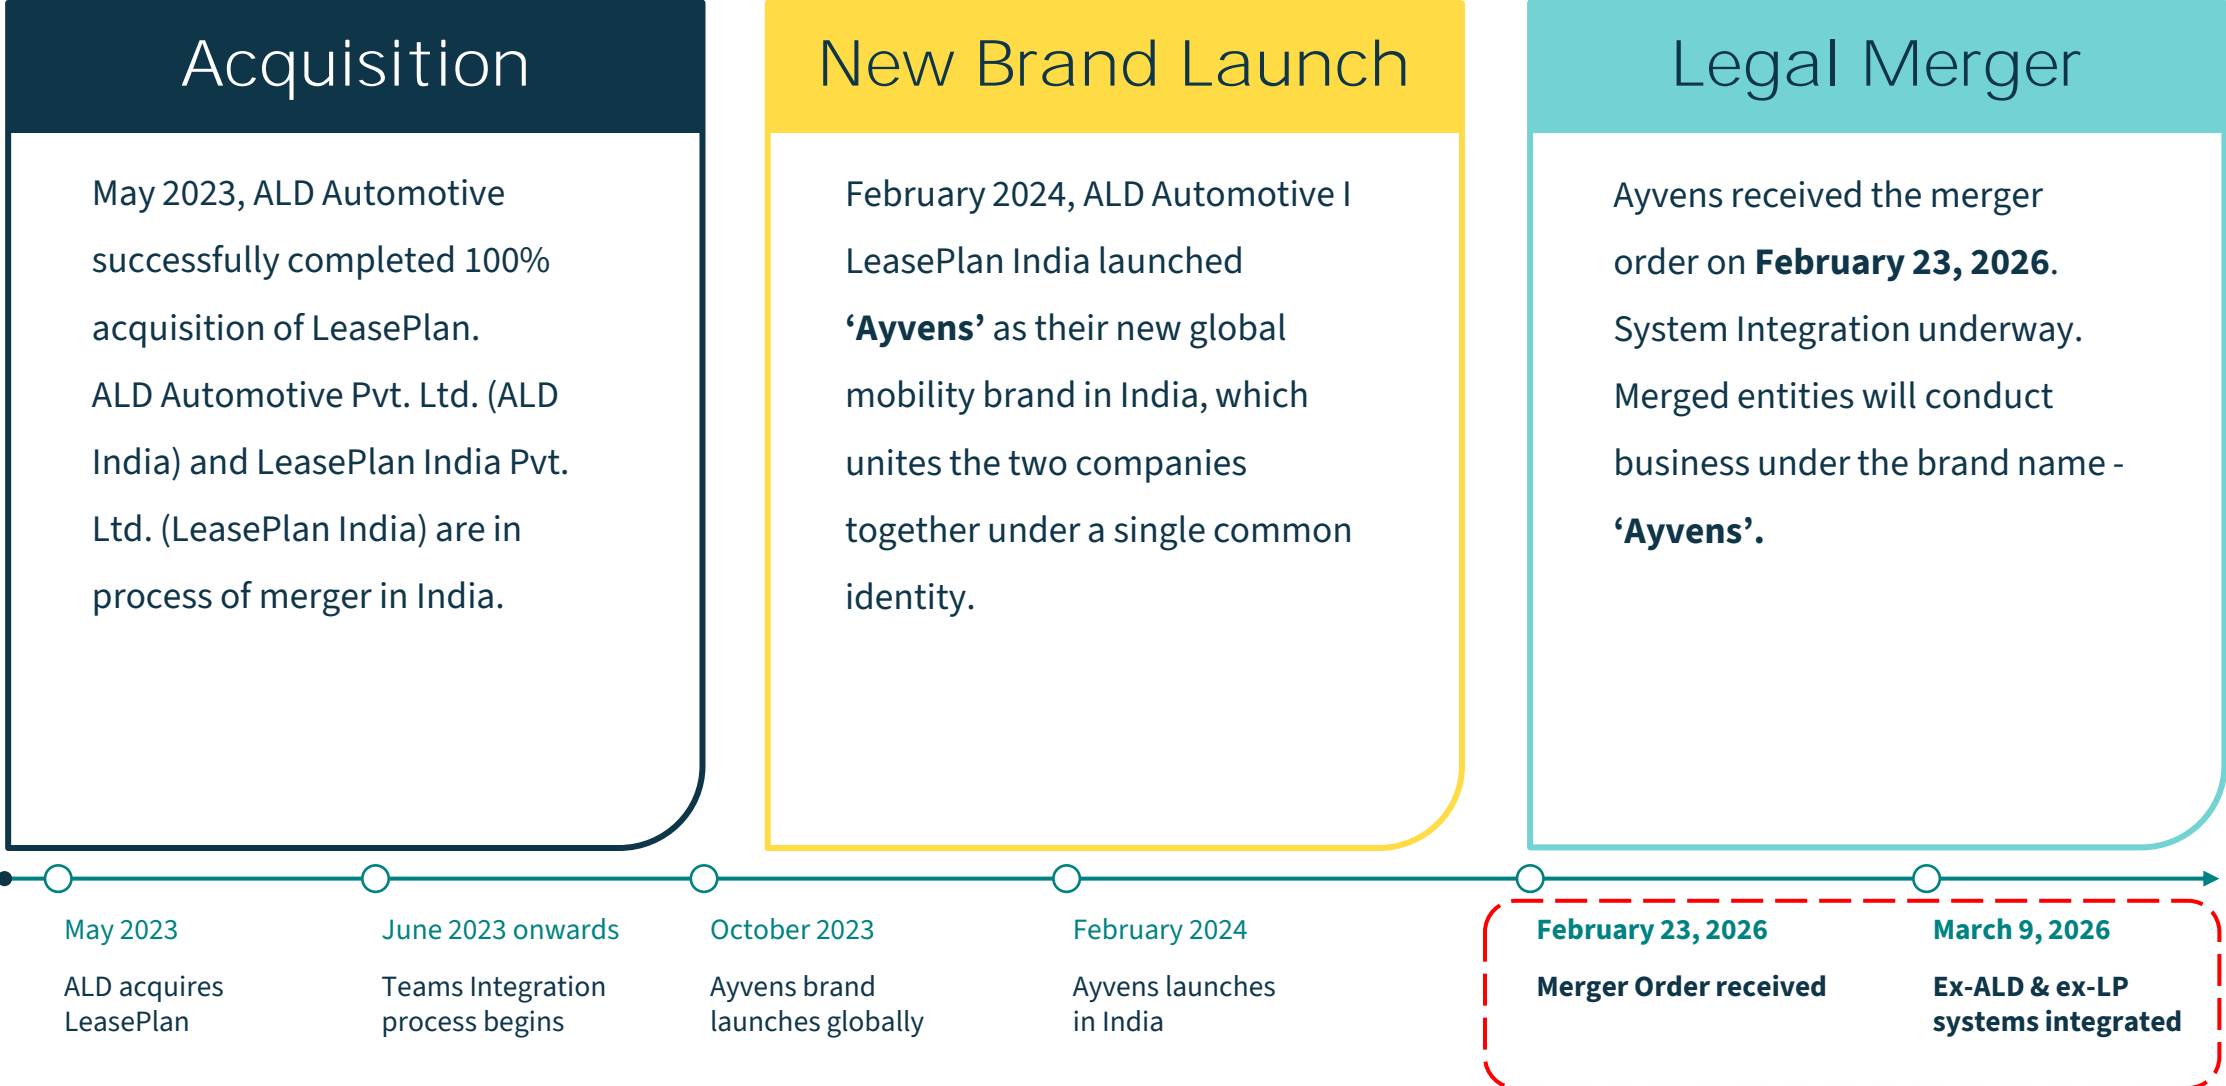 Acquisition
May 2023, ALD Automotive
successfully completed 100%
acquisition of LeasePlan.
ALD Automotive Pvt. Ltd. (ALD
India) and LeasePlan India Pvt.
Ltd. (LeasePlan India) are in
process of merger in India.
New Brand Launch
February 2024, ALD Automotive I
LeasePlan India launched
‘Ayvens’ as their new global
mobility brand in India, which
unites the two companies
together under a single common
identity.
Legal Merger
Ayvens received the merger
order on February 23, 2026.
System Integration underway.
Merged entities will conduct
business under the brand name -
‘Ayvens’.
May 2023
ALD acquires
LeasePlan
June 2023 onwards
Teams Integration
process begins
October 2023
Ayvens brand
launches globally
February 2024
Ayvens launches
in India
February 23, 2026
Merger Order received
March 9, 2026
Ex-ALD & ex-LP
systems integrated